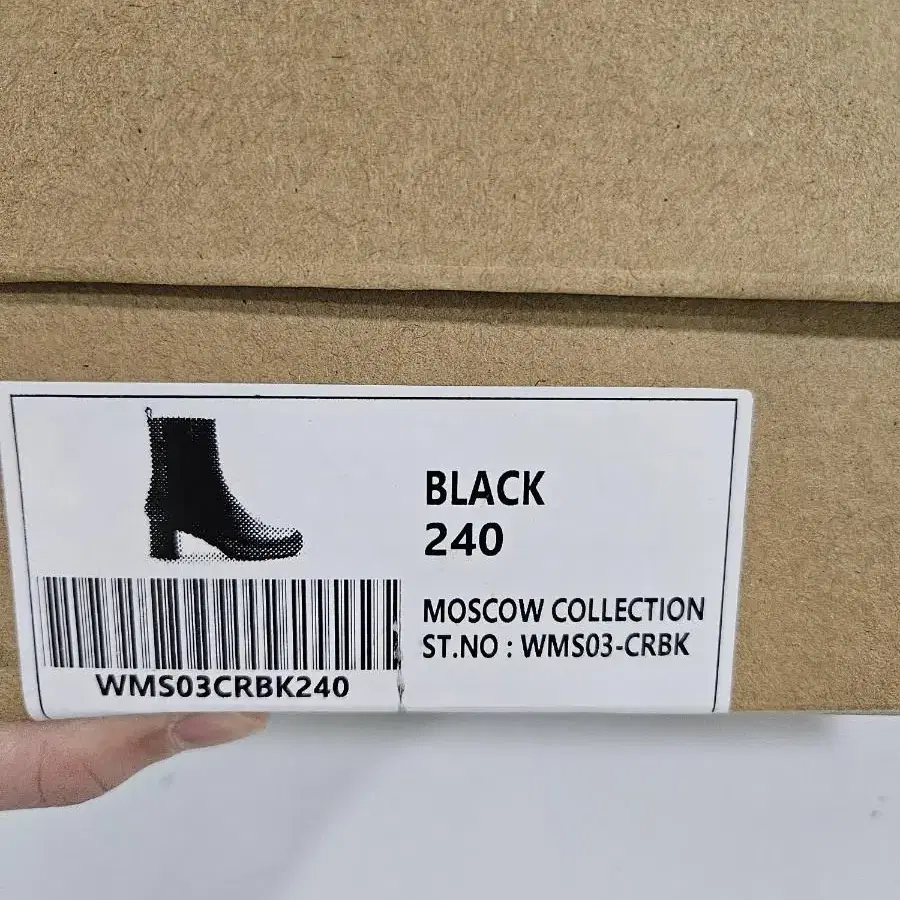 BLACK
240
MOSCOW COLLECTION
ST.NO : WMS03-CRBK
WMS03CRBK240